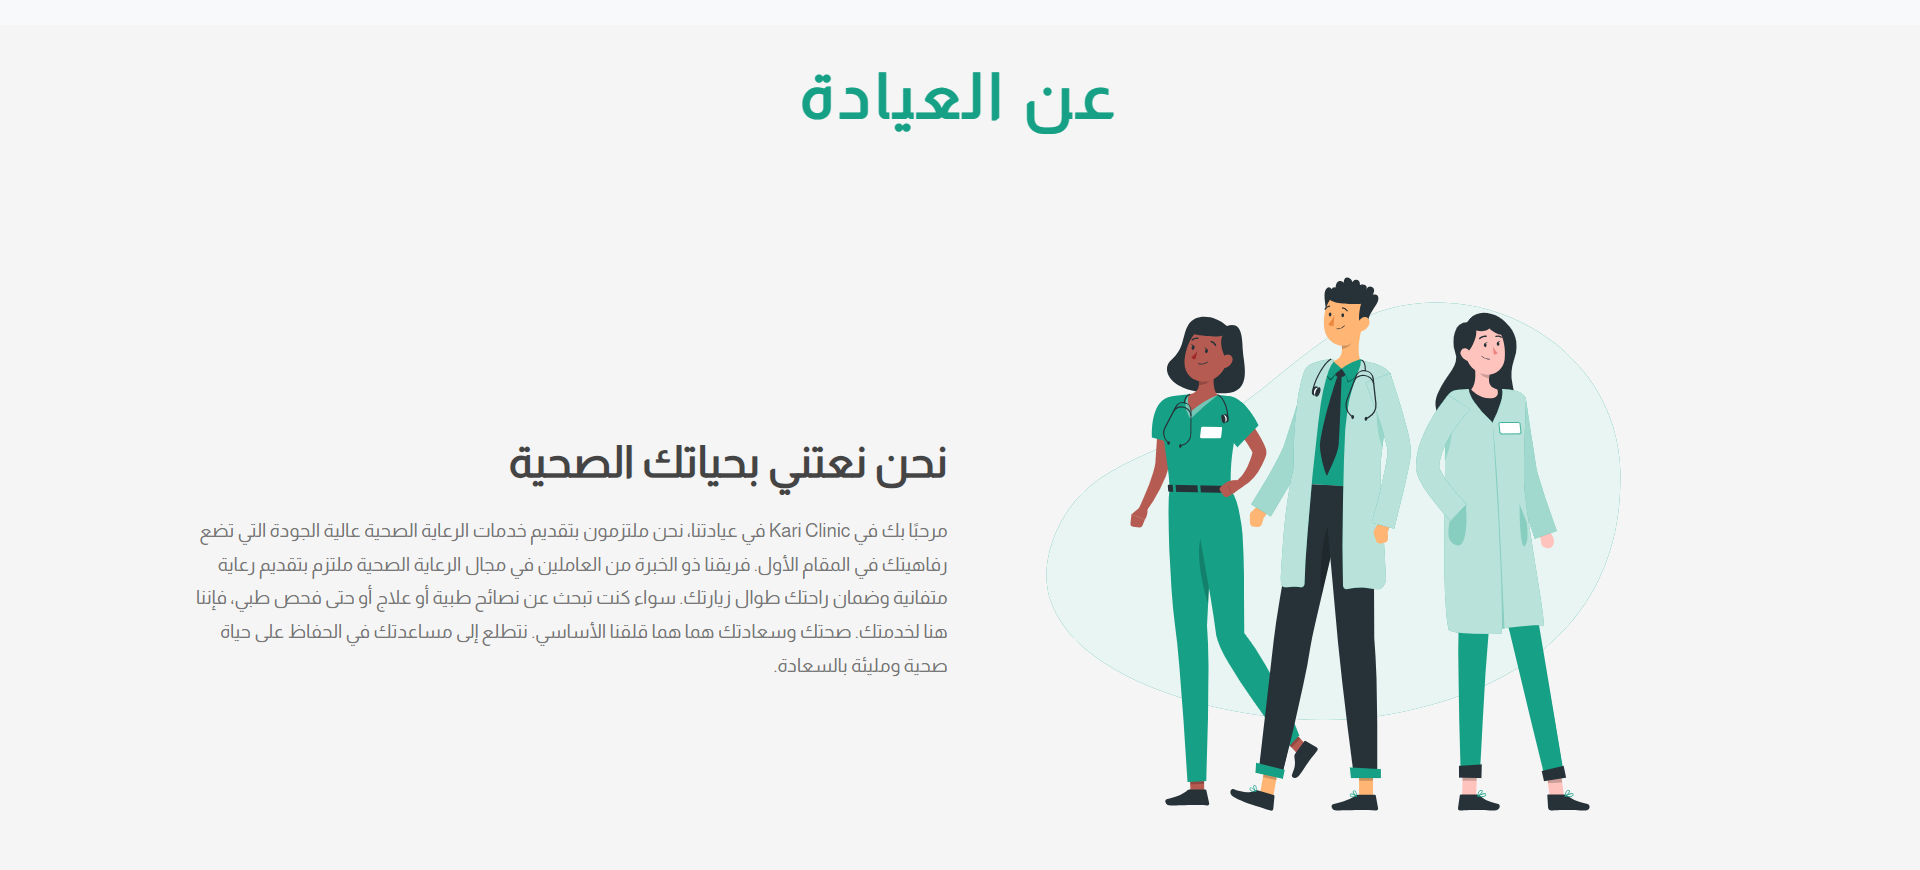 عن العيادة
نحن نعتني بحياتك الصحية
مرحبًا بك في Kari Clinic في عيادتنا، نحن ملتزمون بتقديم خدمات الرعاية الصحية عالية الجودة التي تضع
رفاهيتك في المقام الأول. فريقنا ذو الخبرة من العاملين في مجال الرعاية الصحية ملتزم بتقديم رعاية
متفانية وضمان راحتك طوال زيارتك. سواء كنت تبحث عن نصائح طبية أو علاج أو حتى فحص طبي، فإننا
هنا لخدمتك. صحتك وسعادتك هما هما قلقنا الأساسي. نتطلع إلى مساعدتك في الحفاظ على حياة
صحية ومليئة بالسعادة.